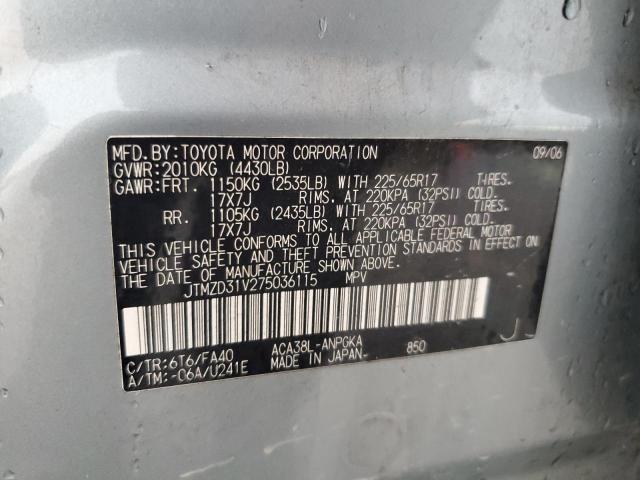 MFD. BY: TOYOTA MOTOR CORPORATION 09/06
GVWR: 2010KG (4430LB)
GAWR: FRT. 1150KG (2535LB) WITH 225/65R17 TIRES.
17X7J RIMS. AT 220KPA (32PSI) COLD.
RR. 1105KG (2435LB) WITH 225/65R17 TIRES.
17X7J RIMS. AT 220KPA (32PSI) COLD.
THIS VEHICLE CONFORMS TO ALL APPLICABLE FEDERAL MOTOR
VEHICLE SAFETY AND THEFT PREVENTION STANDARDS IN EFFECT ON
THE DATE OF MANUFACTURE SHOWN ABOVE.
JTMZD31V275036115 MPV
C/TR: 6T6/FA40 ACA38L-ANPGKA 850 J
A/TM: -06A/U241E MADE IN JAPAN